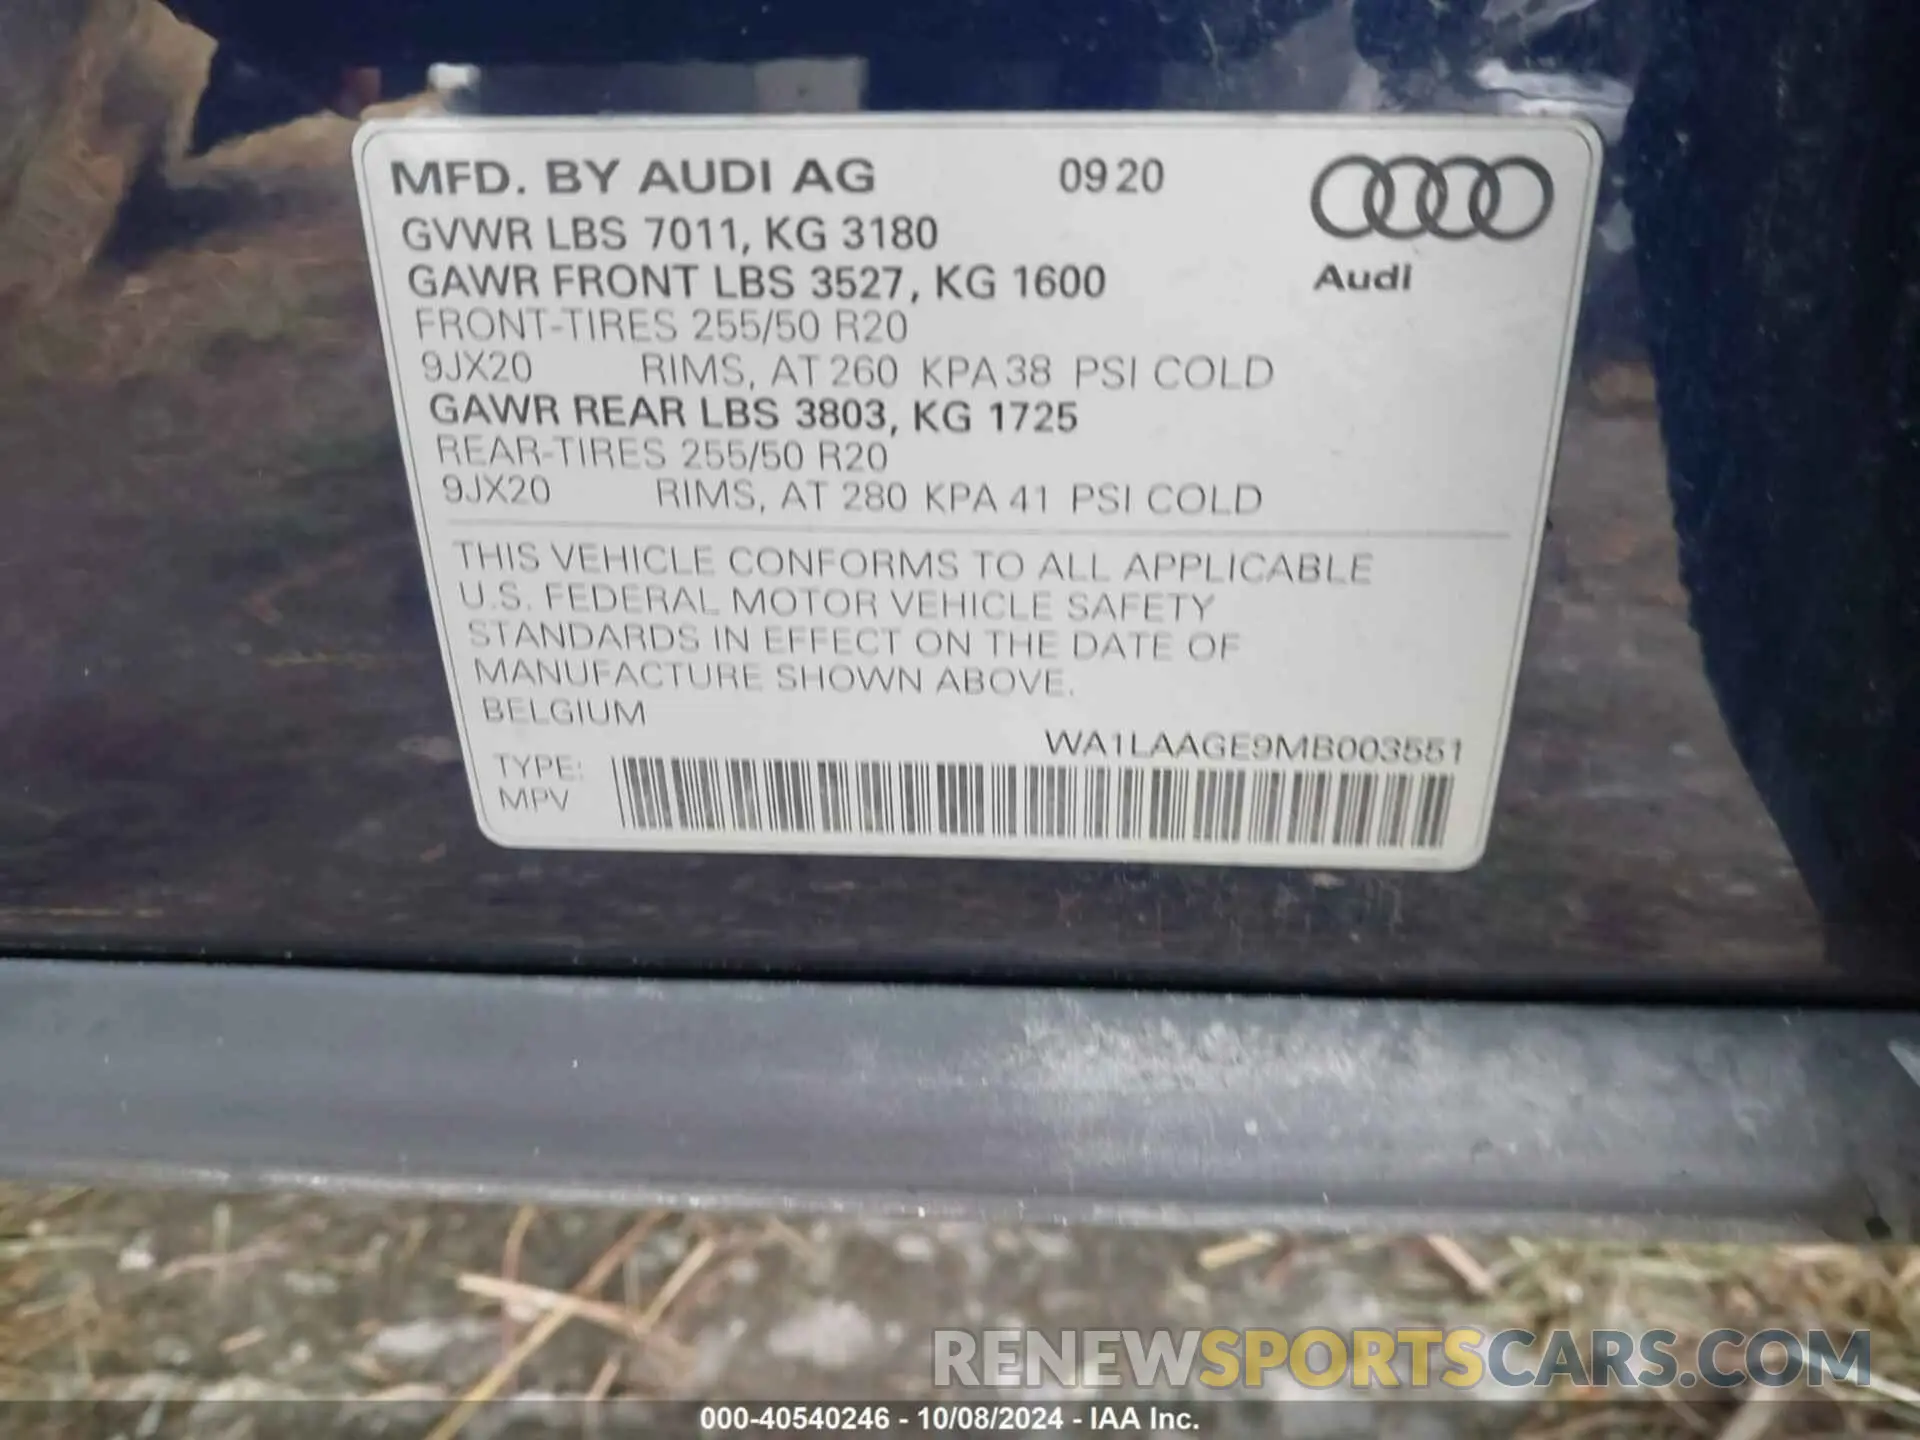 MFD. BY AUDI AG 09 20
GVWR LBS 7011, KG 3180
GAWR FRONT LBS 3527, KG 1600
Audi
FRONT-TIRES 255/50 R20
9JX20 RIMS, AT 260 KPA 38 PSI COLD
GAWR REAR LBS 3803, KG 1725
REAR-TIRES 255/50 R20
9JX20 RIMS, AT 280 KPA 41 PSI COLD
THIS VEHICLE CONFORMS TO ALL APPLICABLE
U.S. FEDERAL MOTOR VEHICLE SAFETY
STANDARDS IN EFFECT ON THE DATE OF
MANUFACTURE SHOWN ABOVE.
BELGIUM
WA1LAAGE9MB003551
TYPE:
MPV
RENEWSPORTSCARS.COM
000-40540246 - 10/08/2024 - IAA Inc.